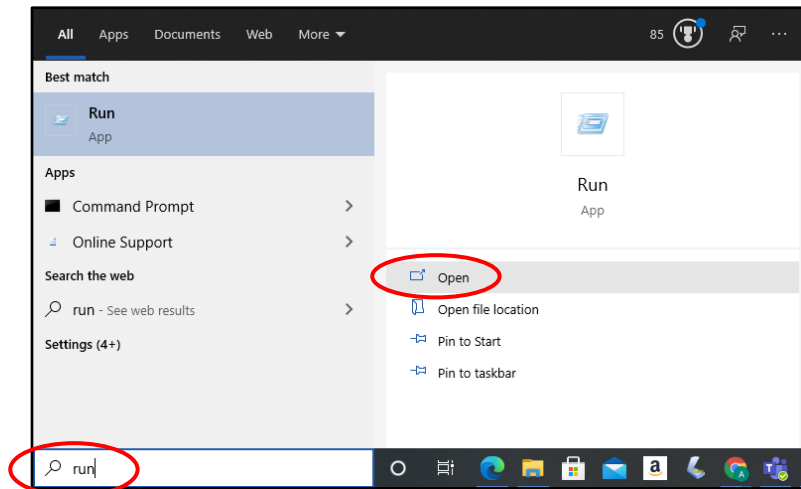 All Apps Documents Web More 85
Best match
Run
App
Apps
Command Prompt
Online Support
Search the web
run - See web results
Settings (4+)
Run
App
Open
Open file location
Pin to Start
Pin to taskbar
run
a